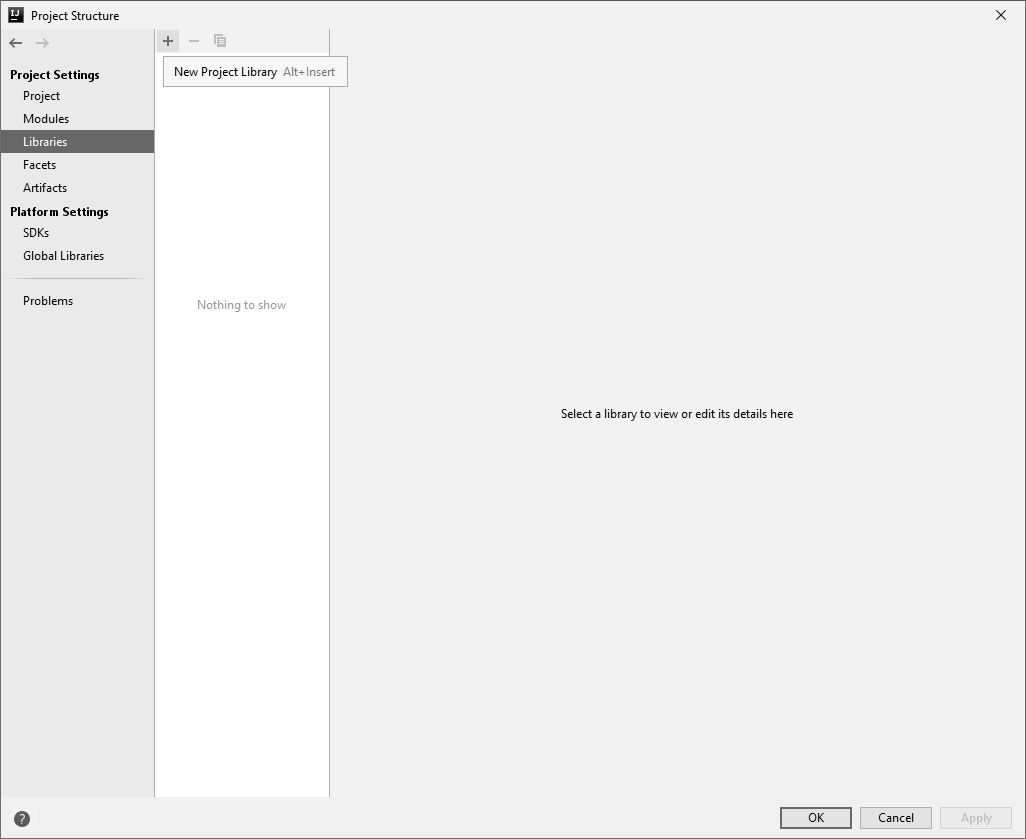 Project Structure
Project Settings
Project
Modules
Libraries
Facets
Artifacts
Platform Settings
SDKs
Global Libraries
Problems
New Project Library Alt+Insert
Nothing to show
Select a library to view or edit its details here
?
OK
Cancel
Apply